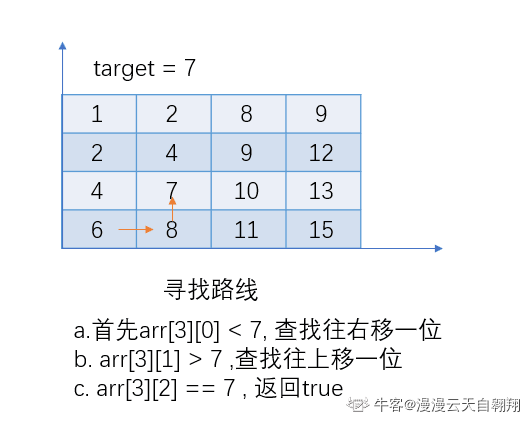 target = 7
1 2 8 9
2 4 9 12
4 7 10 13
6 8 11 15
寻找路线
a.首先arr[3][0] < 7, 查找往右移一位
b. arr[3][1] > 7 ,查找往上移一位
c. arr[3][2] == 7 , 返回true
牛客@漫漫云天自翱翔